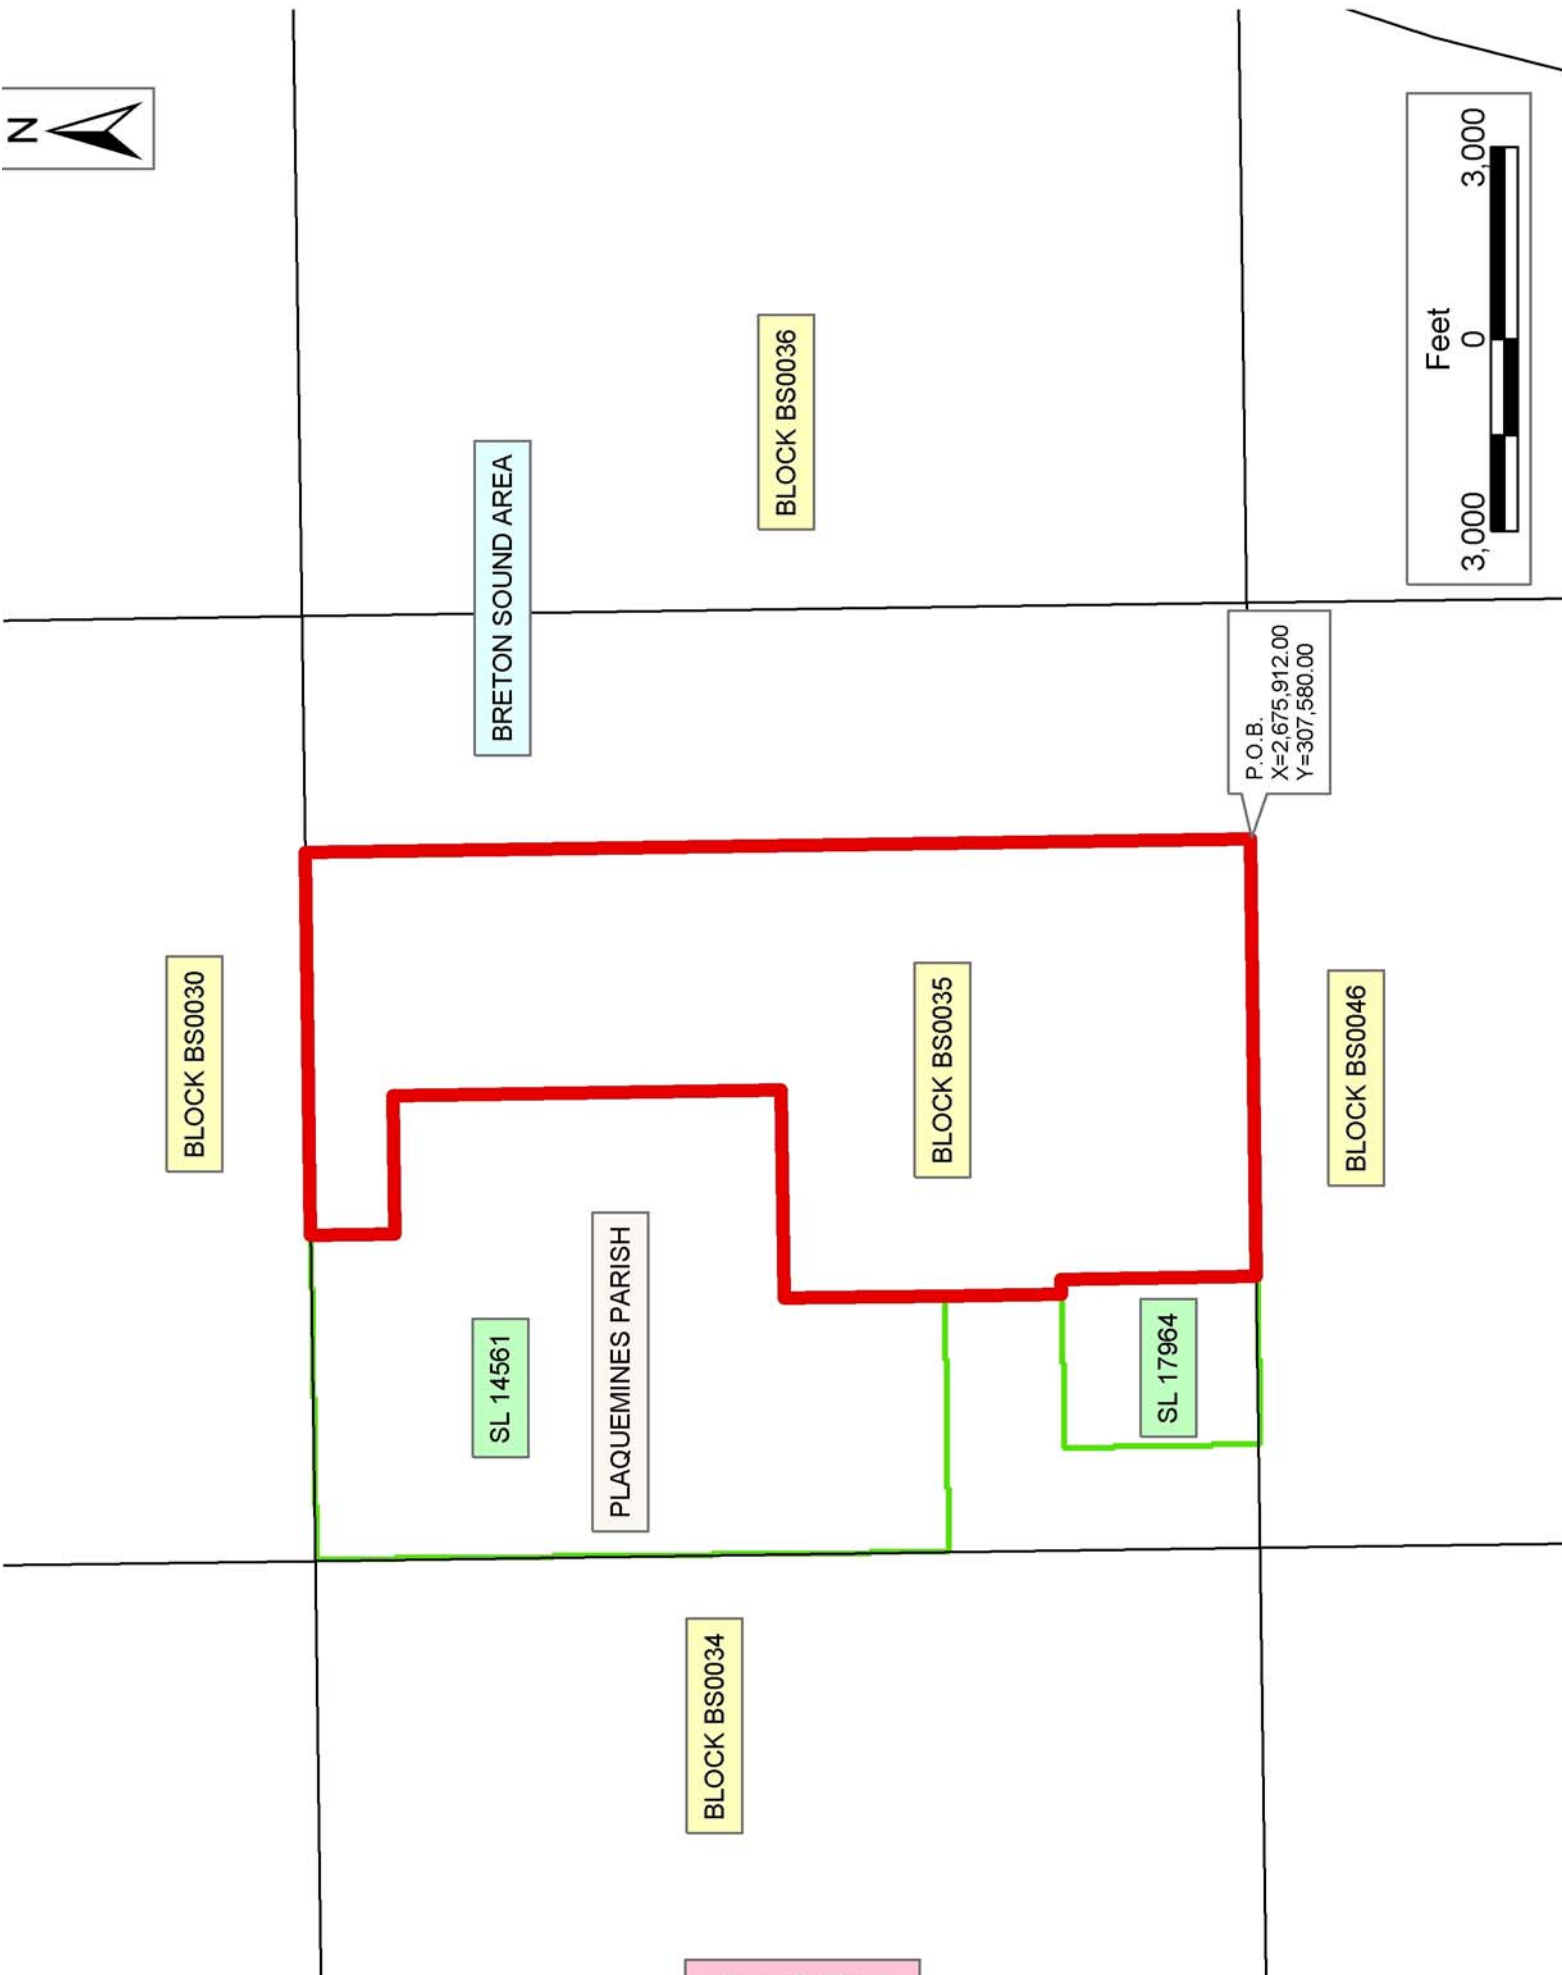 N
BLOCK BS0030
BRETON SOUND AREA
SL 14561
PLAQUEMINES PARISH
BLOCK BS0034
BLOCK BS0035
BLOCK BS0036
SL 17964
P.O.B.
X=2,675,912.00
Y=307,580.00
BLOCK BS0046
Feet
3,000 0 3,000